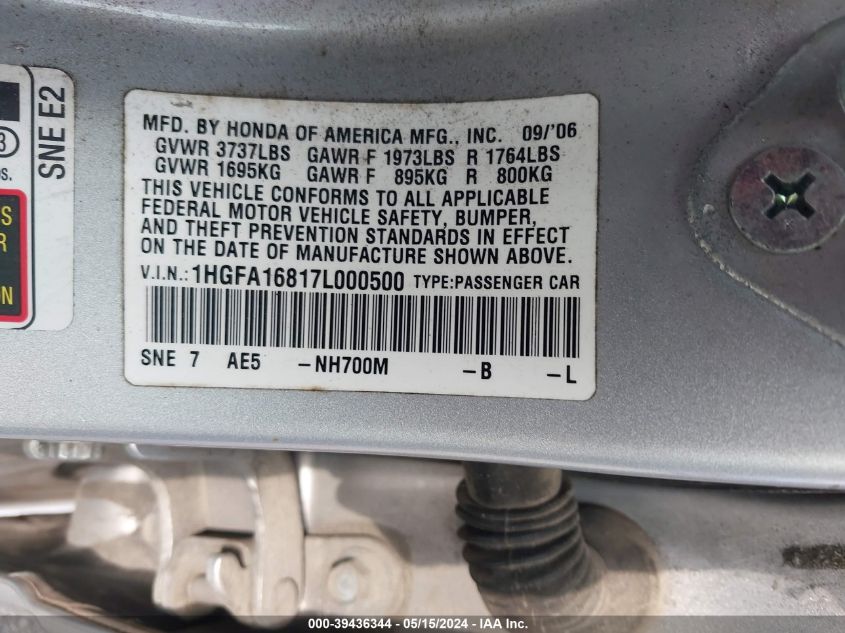 SNE E2
3
DS.
S
R
ON
MFD. BY HONDA OF AMERICA MFG., INC. 09/'06
GVWR 3737LBS GAWR F 1973LBS R 1764LBS
GVWR 1695KG GAWR F 895KG R 800KG
THIS VEHICLE CONFORMS TO ALL APPLICABLE
FEDERAL MOTOR VEHICLE SAFETY, BUMPER,
AND THEFT PREVENTION STANDARDS IN EFFECT
ON THE DATE OF MANUFACTURE SHOWN ABOVE.
V.I.N.: 1HGFA16817L000500 TYPE:PASSENGER CAR
SNE 7 AE5 -NH700M -B -L
000-39436344 - 05/15/2024 - IAA Inc.